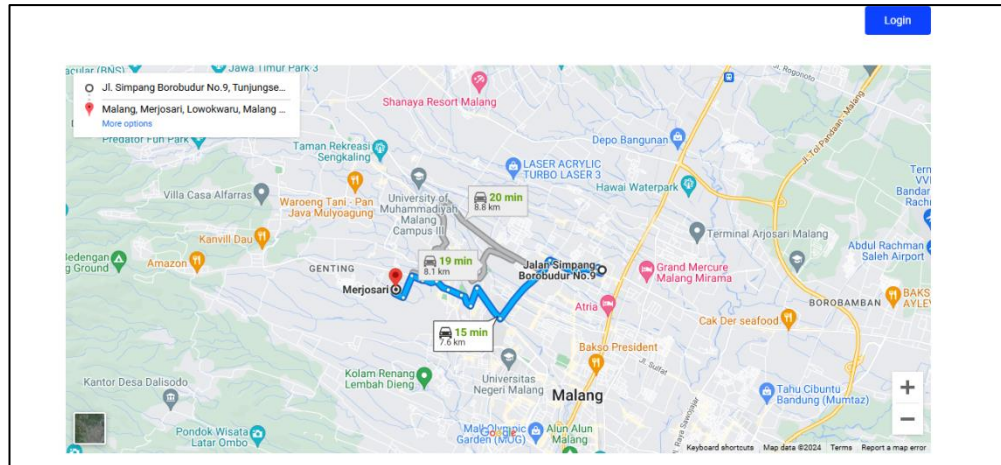 Login
Jl. Simpang Borobudur No.9, Tunjungse...
Malang, Merjosari, Lowokwaru, Malang ...
More options
Jawa Timur Park 3
Predator Fun Park
Shanaya Resort Malang
Taman Rekreasi
Sengkaling
Depo Bangunan
LASER ACRYLIC
TURBO LASER 3
Jl. Tol Pandaan - Malang
Villa Casa Alfarras
Waroeng Tani - Pan
Java Mulyoagung
University of
Muhammadiyah
Malang
Campus III
20 min
8.8 km
Hawai Waterpark
Kanvill Dau
Terminal Arjosari Malang
Abdul Rachman
Saleh Airport
Amazon
GENTING
19 min
8.1 km
Jalan Simpang
Borobudur No.9
Grand Mercure
Malang Mirama
Merjosari
BOROBAMBAN
Atria
Cak Der seafood
15 min
7.6 km
Bakso President
Jl. Sulfat
Kolam Renang
Lembah Dieng
Universitas
Negeri Malang
Malang
Kantor Desa Dalisodo
Tahu Cibuntu
Bandung (Mumtaz)
Pondok Wisata
Latar Ombo
Mall Olympic
Garden (MOG)
Alun Alun
Malang
Google
Keyboard shortcuts
Map data ©2024
Terms
Report a map error